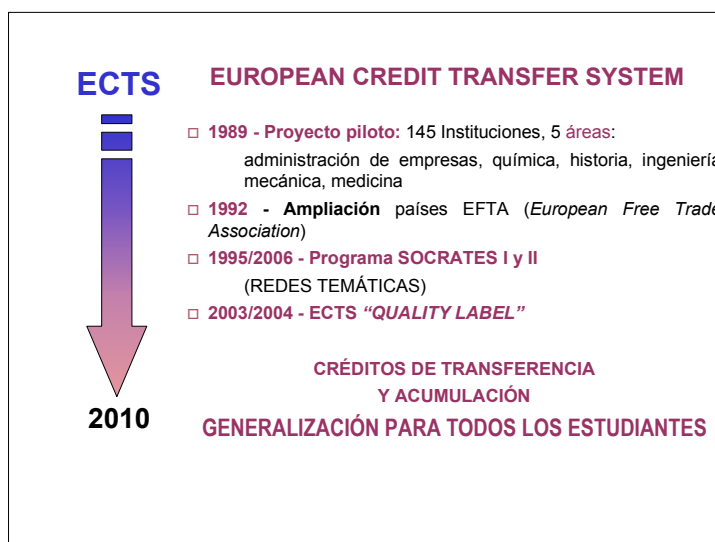 ECTS
EUROPEAN CREDIT TRANSFER SYSTEM
1989 - Proyecto piloto: 145 Instituciones, 5 áreas:
administración de empresas, química, historia, ingeniería
mecánica, medicina
1992 - Ampliación países EFTA (European Free Trade
Association)
1995/2006 - Programa SOCRATES I y II
(REDES TEMÁTICAS)
2003/2004 - ECTS “QUALITY LABEL”
CRÉDITOS DE TRANSFERENCIA
Y ACUMULACIÓN
2010
GENERALIZACIÓN PARA TODOS LOS ESTUDIANTES